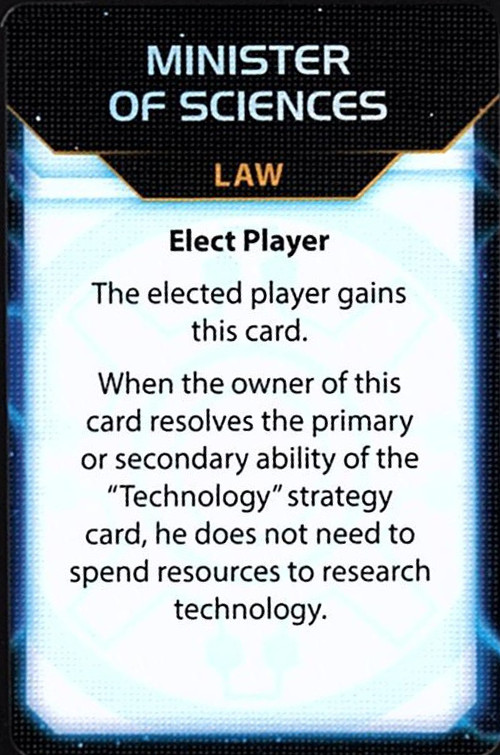 MINISTER
OF SCIENCES
LAW
Elect Player
The elected player gains
this card.
When the owner of this
card resolves the primary
or secondary ability of the
“Technology” strategy
card, he does not need to
spend resources to research
technology.